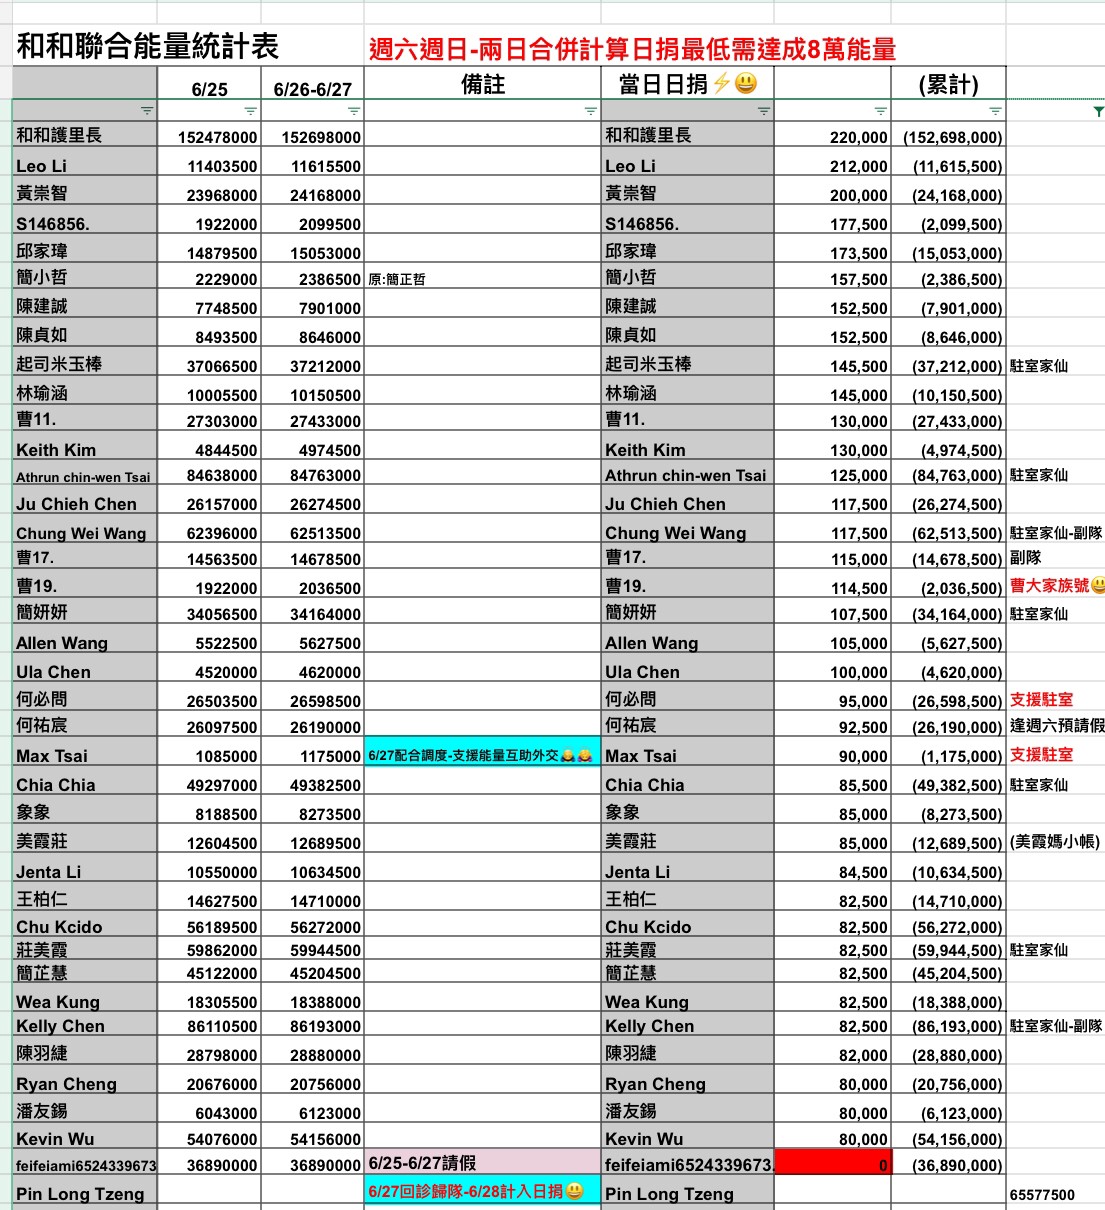 和和聯合能量統計表 週六週日-兩日合併計算日捐最低需達成8萬能量
6/25 6/26-6/27 備註 當日日捐⚡😃 (累計)
和和護里長 152478000 152698000 和和護里長 220,000 (152,698,000)
Leo Li 11403500 11615500 Leo Li 212,000 (11,615,500)
黃崇智 23968000 24168000 黃崇智 200,000 (24,168,000)
S146856. 1922000 2099500 S146856. 177,500 (2,099,500)
邱家瑋 14879500 15053000 邱家瑋 173,500 (15,053,000)
簡小哲 2229000 2386500 原:簡正哲 簡小哲 157,500 (2,386,500)
陳建誠 7748500 7901000 陳建誠 152,500 (7,901,000)
陳貞如 8493500 8646000 陳貞如 152,500 (8,646,000)
起司米玉棒 37066500 37212000 起司米玉棒 145,500 (37,212,000) 駐室家仙
林瑜涵 10005500 10150500 林瑜涵 145,000 (10,150,500)
曹11. 27303000 27433000 曹11. 130,000 (27,433,000)
Keith Kim 4844500 4974500 Keith Kim 130,000 (4,974,500)
Athrun chin-wen Tsai 84638000 84763000 Athrun chin-wen Tsai 125,000 (84,763,000) 駐室家仙
Ju Chieh Chen 26157000 26274500 Ju Chieh Chen 117,500 (26,274,500)
Chung Wei Wang 62396000 62513500 Chung Wei Wang 117,500 (62,513,500) 駐室家仙-副隊
曹17. 14563500 14678500 曹17. 115,000 (14,678,500) 副隊
曹19. 1922000 2036500 曹19. 114,500 (2,036,500) 曹大家族號😃
簡妍妍 34056500 34164000 簡妍妍 107,500 (34,164,000) 駐室家仙
Allen Wang 5522500 5627500 Allen Wang 105,000 (5,627,500)
Ula Chen 4520000 4620000 Ula Chen 100,000 (4,620,000)
何必問 26503500 26598500 何必問 95,000 (26,598,500) 支援駐室
何祐宸 26097500 26190000 何祐宸 92,500 (26,190,000) 逢週六預請假
Max Tsai 1085000 1175000 6/27配合調度-支援能量互助外交 Max Tsai 90,000 (1,175,000) 支援駐室
Chia Chia 49297000 49382500 Chia Chia 85,500 (49,382,500) 駐室家仙
象象 8188500 8273500 象象 85,000 (8,273,500)
美霞莊 12604500 12689500 美霞莊 85,000 (12,689,500) (美霞媽小帳)
Jenta Li 10550000 10634500 Jenta Li 84,500 (10,634,500)
王柏仁 14627500 14710000 王柏仁 82,500 (14,710,000)
Chu Kcido 56189500 56272000 Chu Kcido 82,500 (56,272,000)
莊美霞 59862000 59944500 莊美霞 82,500 (59,944,500) 駐室家仙
簡芷慧 45122000 45204500 簡芷慧 82,500 (45,204,500)
Wea Kung 18305500 18388000 Wea Kung 82,500 (18,388,000)
Kelly Chen 86110500 86193000 Kelly Chen 82,500 (86,193,000) 駐室家仙-副隊
陳羽緁 28798000 28880000 陳羽緁 82,000 (28,880,000)
Ryan Cheng 20676000 20756000 Ryan Cheng 80,000 (20,756,000)
潘友錫 6043000 6123000 潘友錫 80,000 (6,123,000)
Kevin Wu 54076000 54156000 Kevin Wu 80,000 (54,156,000)
feifeiami6524339673 36890000 36890000 6/25-6/27請假 feifeiami6524339673. 0 (36,890,000)
Pin Long Tzeng 6/27回診歸隊-6/28計入日捐😃 Pin Long Tzeng 65577500